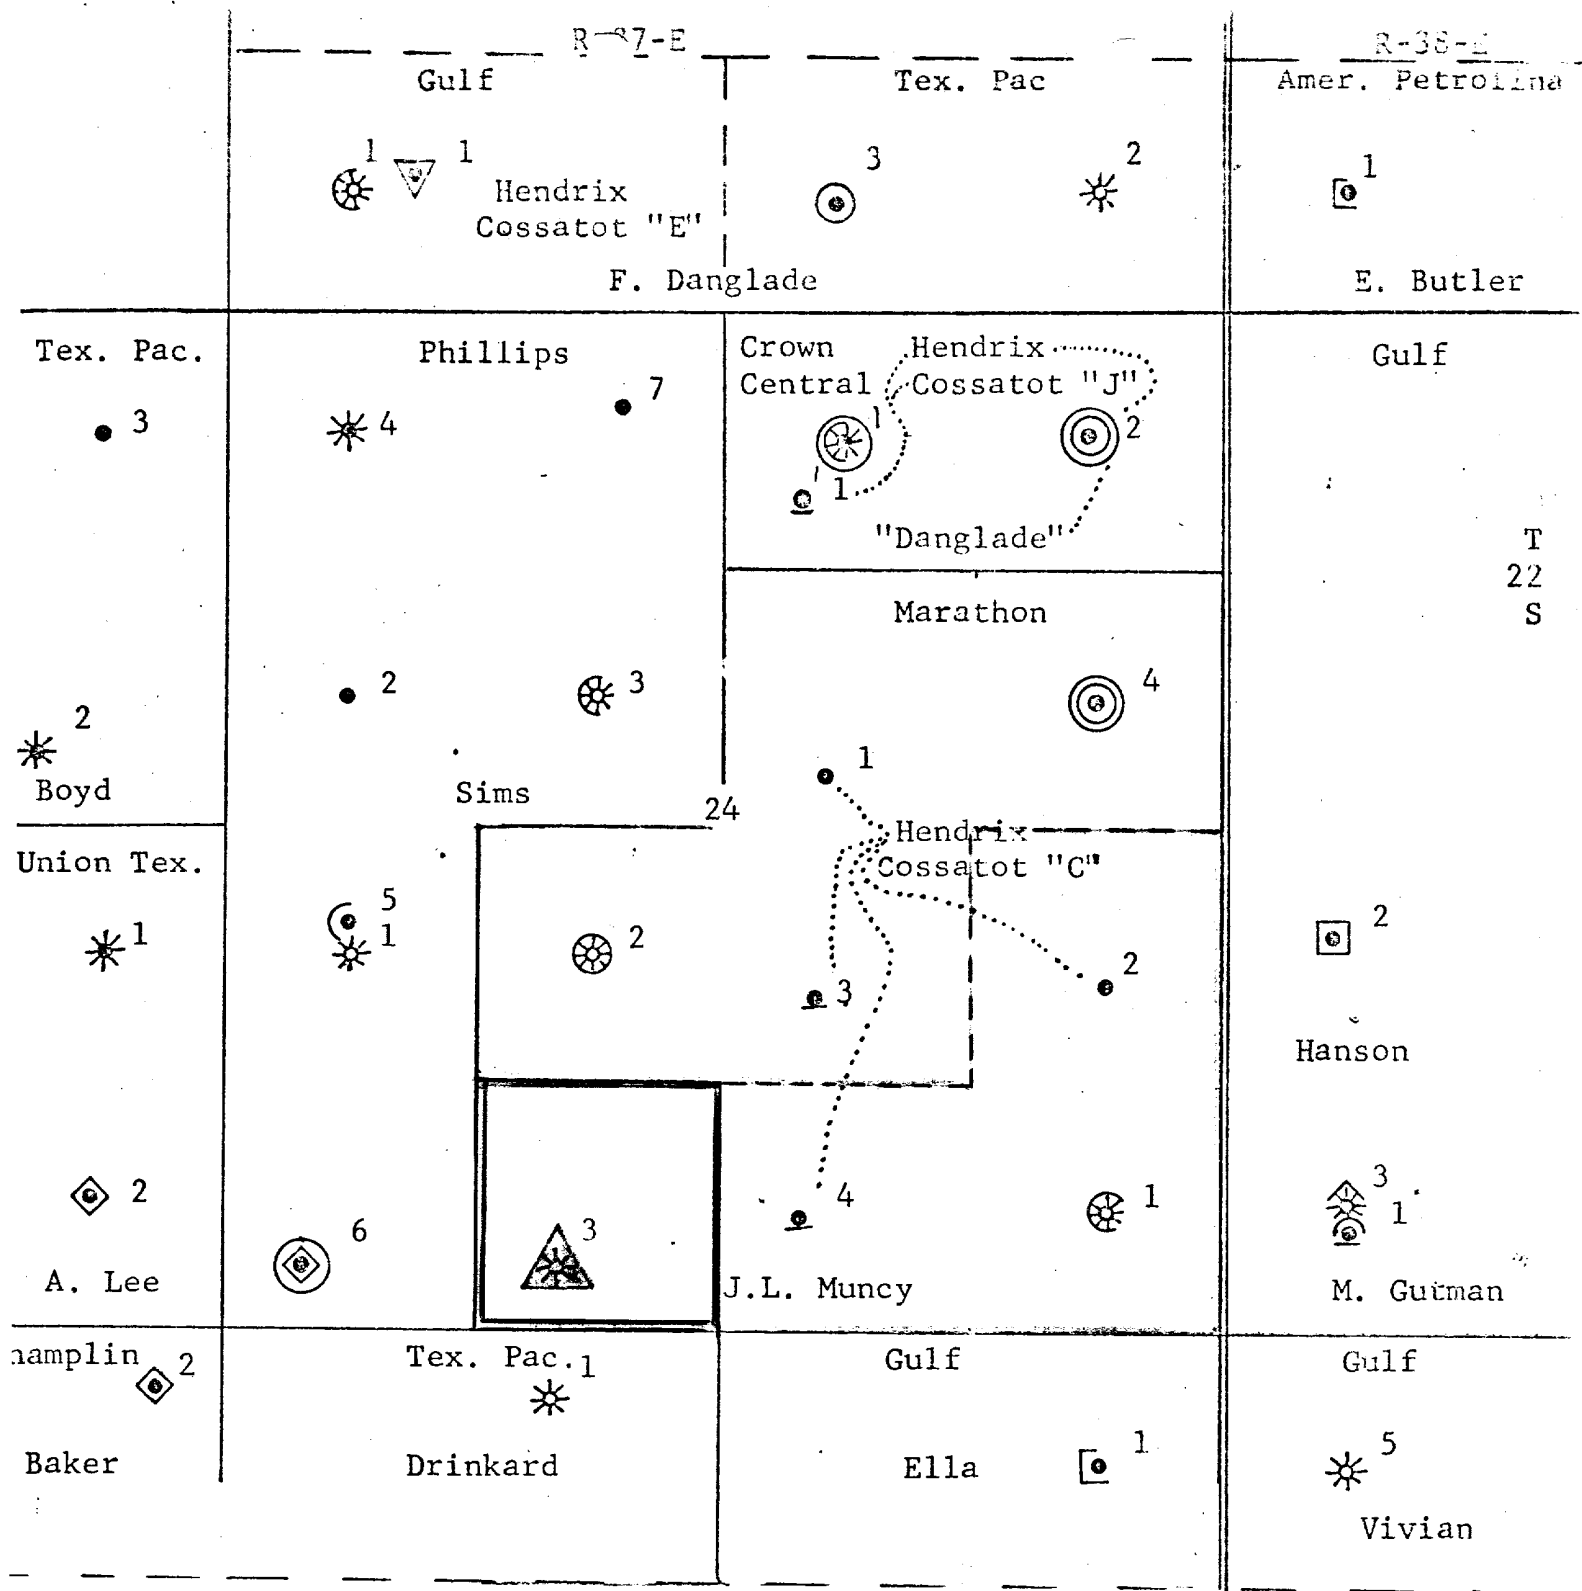 R-37-E R-38-E
Gulf Tex. Pac Amer. Petrofina
1 1 3 2 1
Hendrix
Cossatot "E"
F. Danglade E. Butler
Tex. Pac. Phillips Crown Hendrix Gulf
Central Cossatot "J"
3 4 7 1 2
1
"Danglade" T
22
Marathon S
2 3 4
2
1
Boyd Sims
24
Hendrix
Union Tex. Cossatot "C"
5
1 1 2 2 2
3
Hanson
2 4 1 3
1
6 3
A. Lee J.L. Muncy M. Gutman
hamplin 2 Tex. Pac. 1 Gulf Gulf
1 5
Baker Drinkard Ella
Vivian